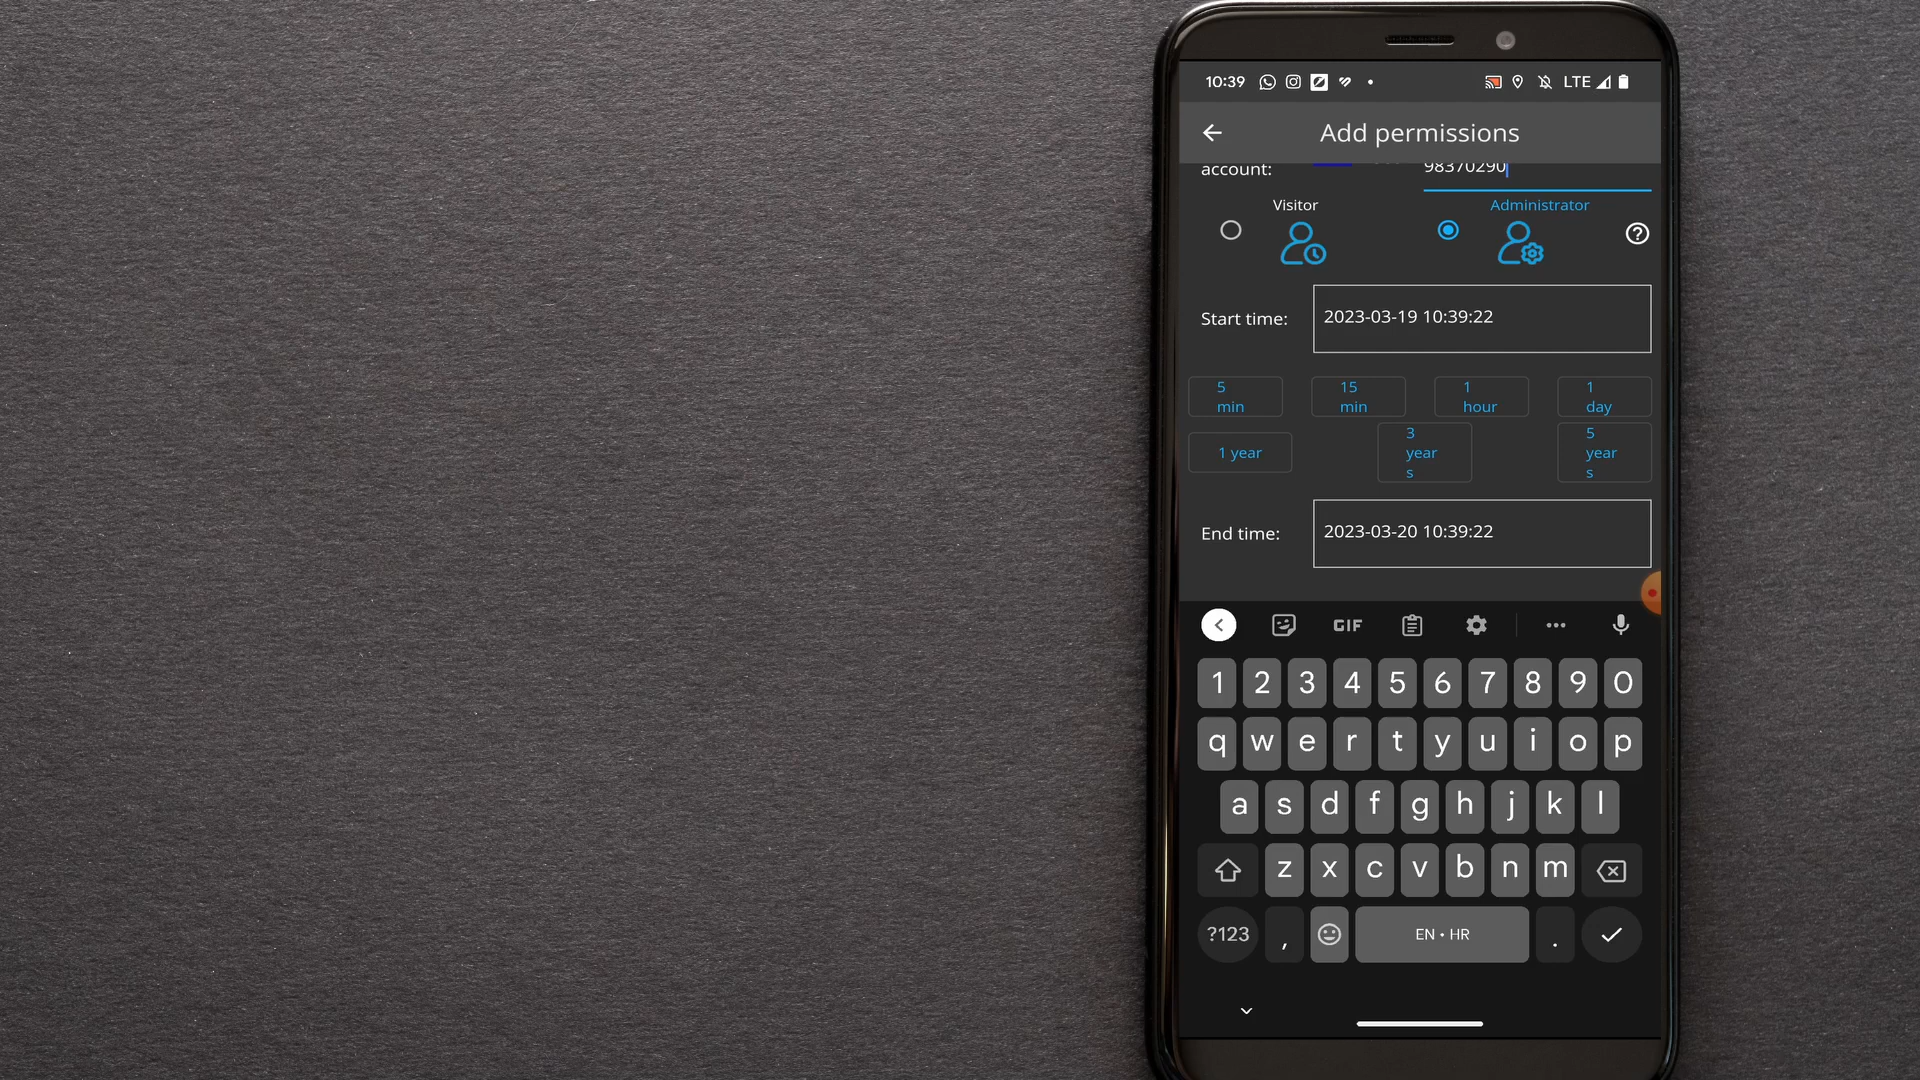 10:39 LTE
Add permissions
account: 98370290
Visitor Administrator
Start time: 2023-03-19 10:39:22
5 min
15 min
1 hour
1 day
1 year
3 year s
5 year s
End time: 2023-03-20 10:39:22
GIF
1 2 3 4 5 6 7 8 9 0
q w e r t y u i o p
a s d f g h j k l
z x c v b n m
?123 , EN • HR .